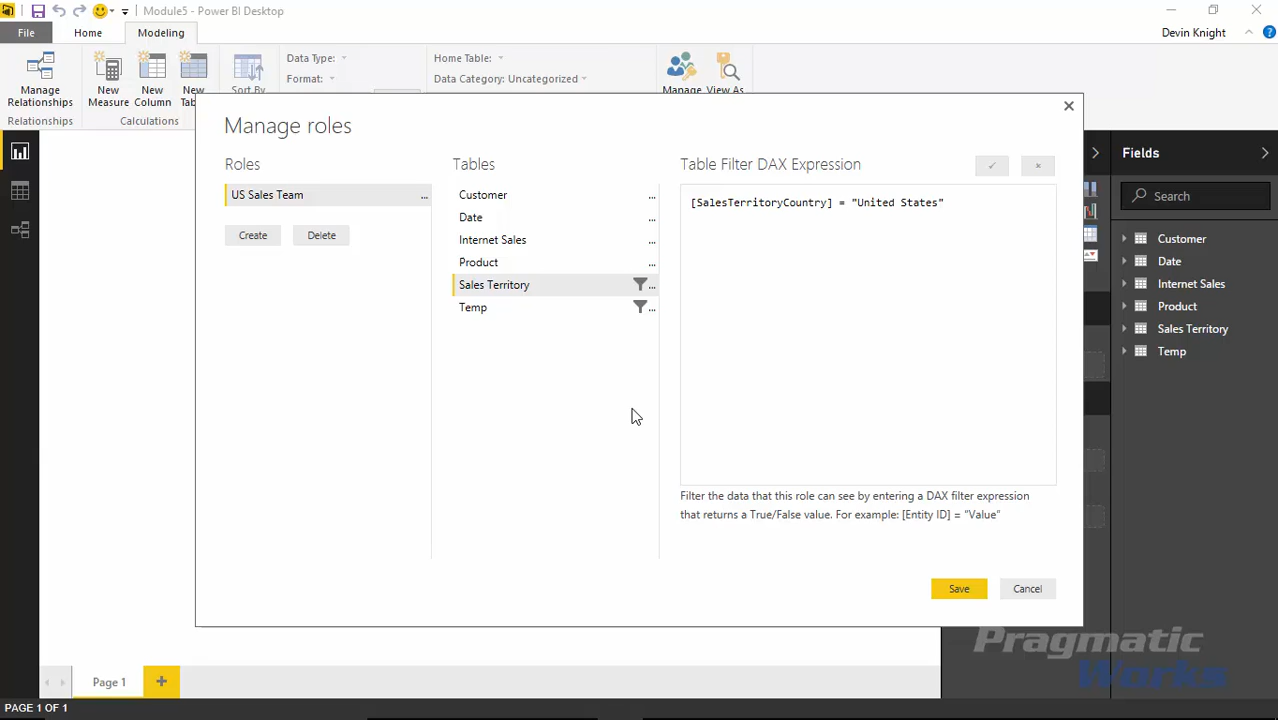 Module5 - Power BI Desktop
File
Home
Modeling
Devin Knight
Manage
Relationships
New
Measure
New
Column
New
Tab
Sort By
Data Type:
Format:
Home Table:
Data Category: Uncategorized
Manage
View As
Relationships
Calculations
Manage roles
Roles
US Sales Team
...
Create
Delete
Tables
Customer
...
Date
...
Internet Sales
...
Product
...
Sales Territory
...
Temp
...
Table Filter DAX Expression
[SalesTerritoryCountry] = "United States"
Filter the data that this role can see by entering a DAX filter expression
that returns a True/False value. For example: [Entity ID] = "Value"
Save
Cancel
Fields
Search
Customer
Date
Internet Sales
Product
Sales Territory
Temp
Pragmatic
Works
Page 1
PAGE 1 OF 1